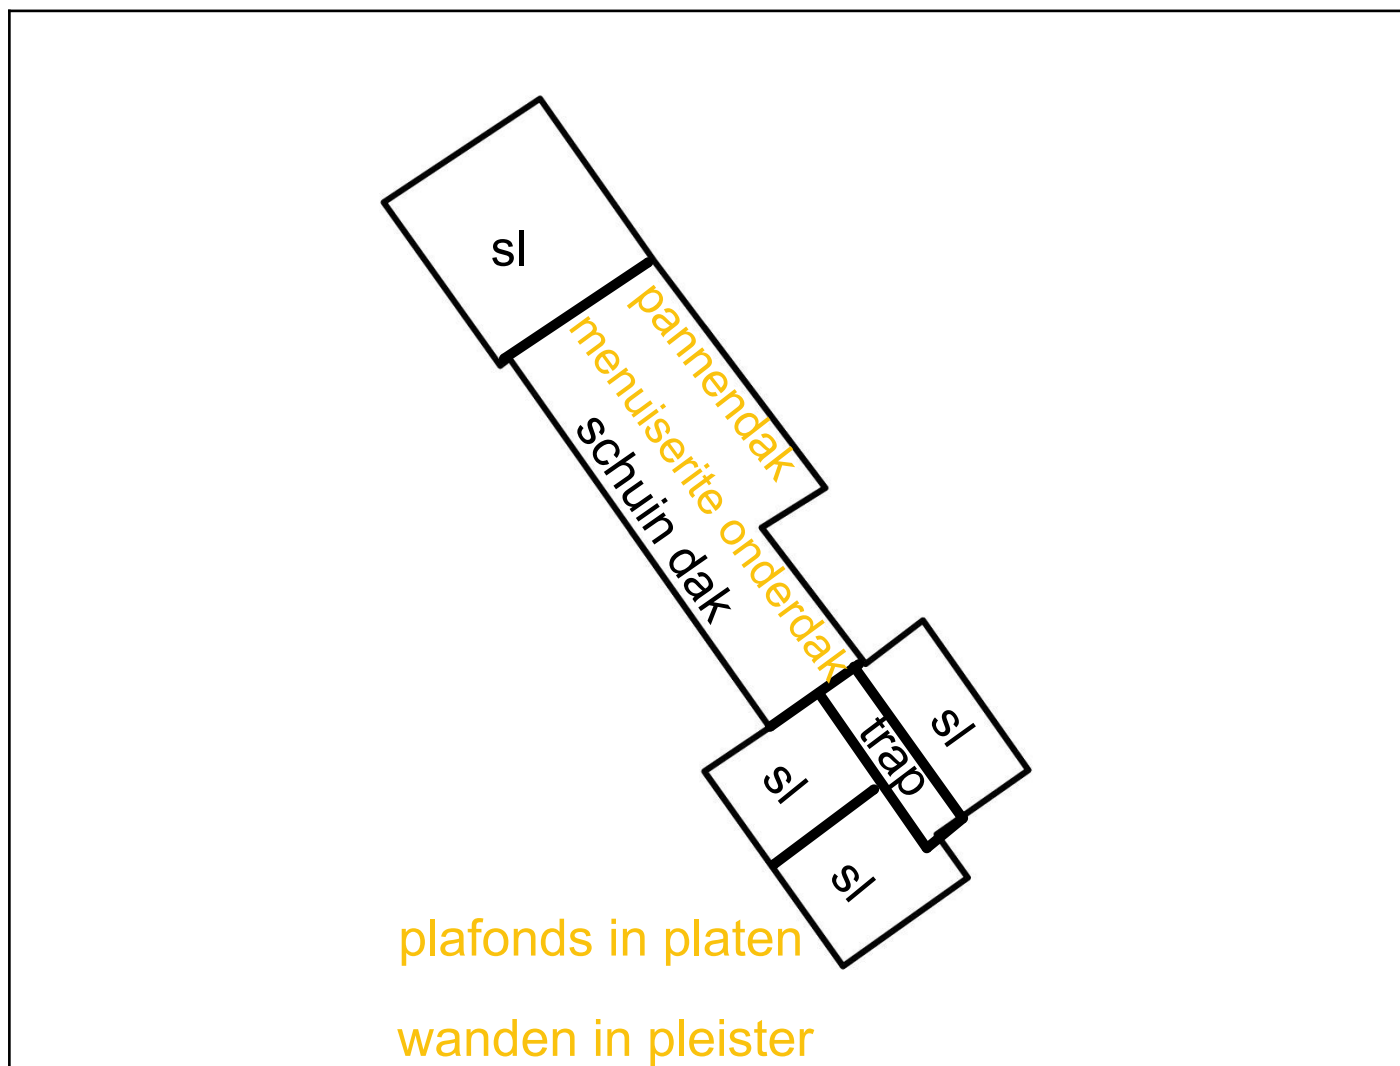 sl
pannendak
menuiserite onderdak
schuin dak
sl
trap
sl
sl
plafonds in platen
wanden in pleister